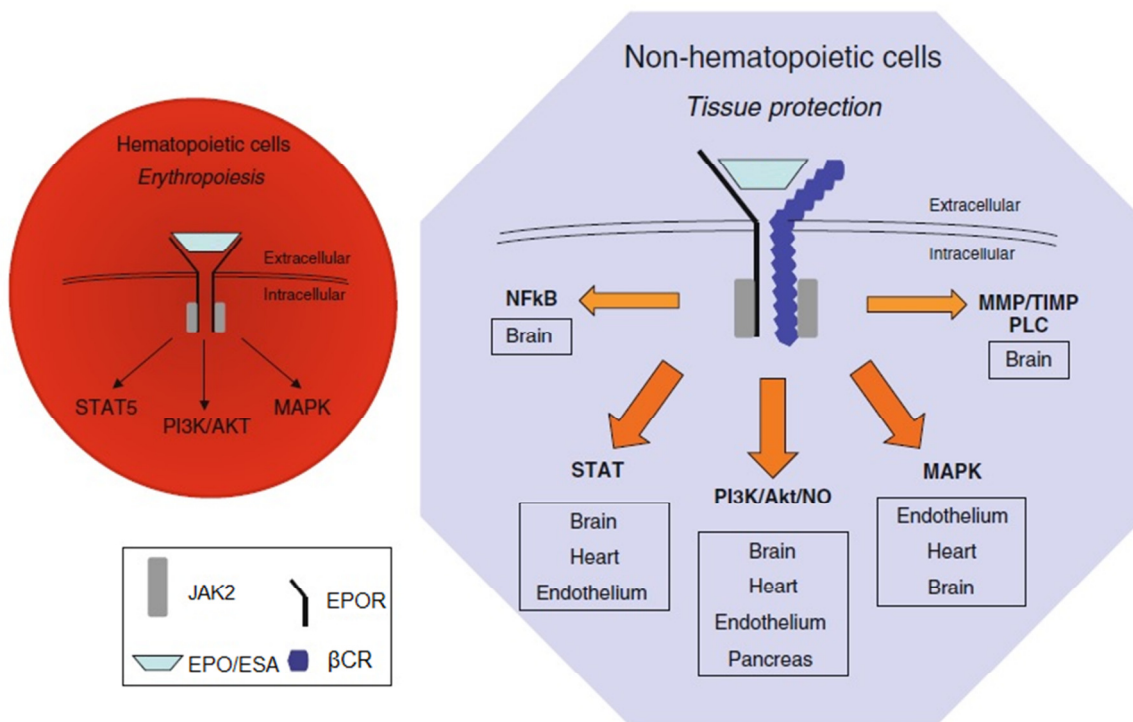 Hematopoietic cells
Erythropoiesis
Extracellular
Intracellular
STAT5
PI3K/AKT
MAPK
Non-hematopoietic cells
Tissue protection
Extracellular
Intracellular
NFkB
Brain
MMP/TIMP
PLC
Brain
STAT
Brain
Heart
Endothelium
PI3K/Akt/NO
Brain
Heart
Endothelium
Pancreas
MAPK
Endothelium
Heart
Brain
JAK2
EPOR
EPO/ESA
βCR